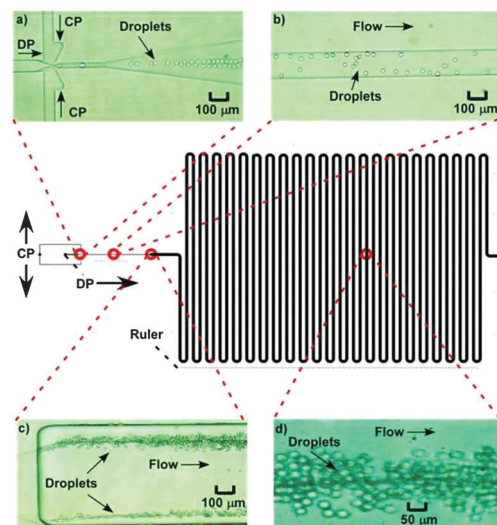 a)
CP
Droplets
DP
CP
100 µm
b)
Flow
Droplets
100 µm
CP
DP
Ruler
c)
Flow
Droplets
100 µm
d)
Flow
Droplets
50 µm